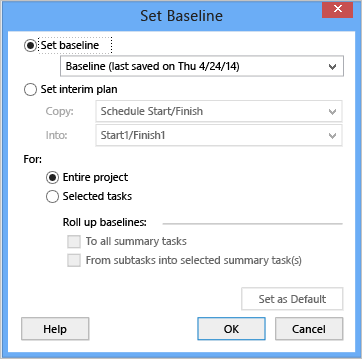 Set Baseline
Set baseline
Baseline (last saved on Thu 4/24/14)
Set interim plan
Copy: Schedule Start/Finish
Into: Start1/Finish1
For:
Entire project
Selected tasks
Roll up baselines:
To all summary tasks
From subtasks into selected summary task(s)
Set as Default
Help OK Cancel